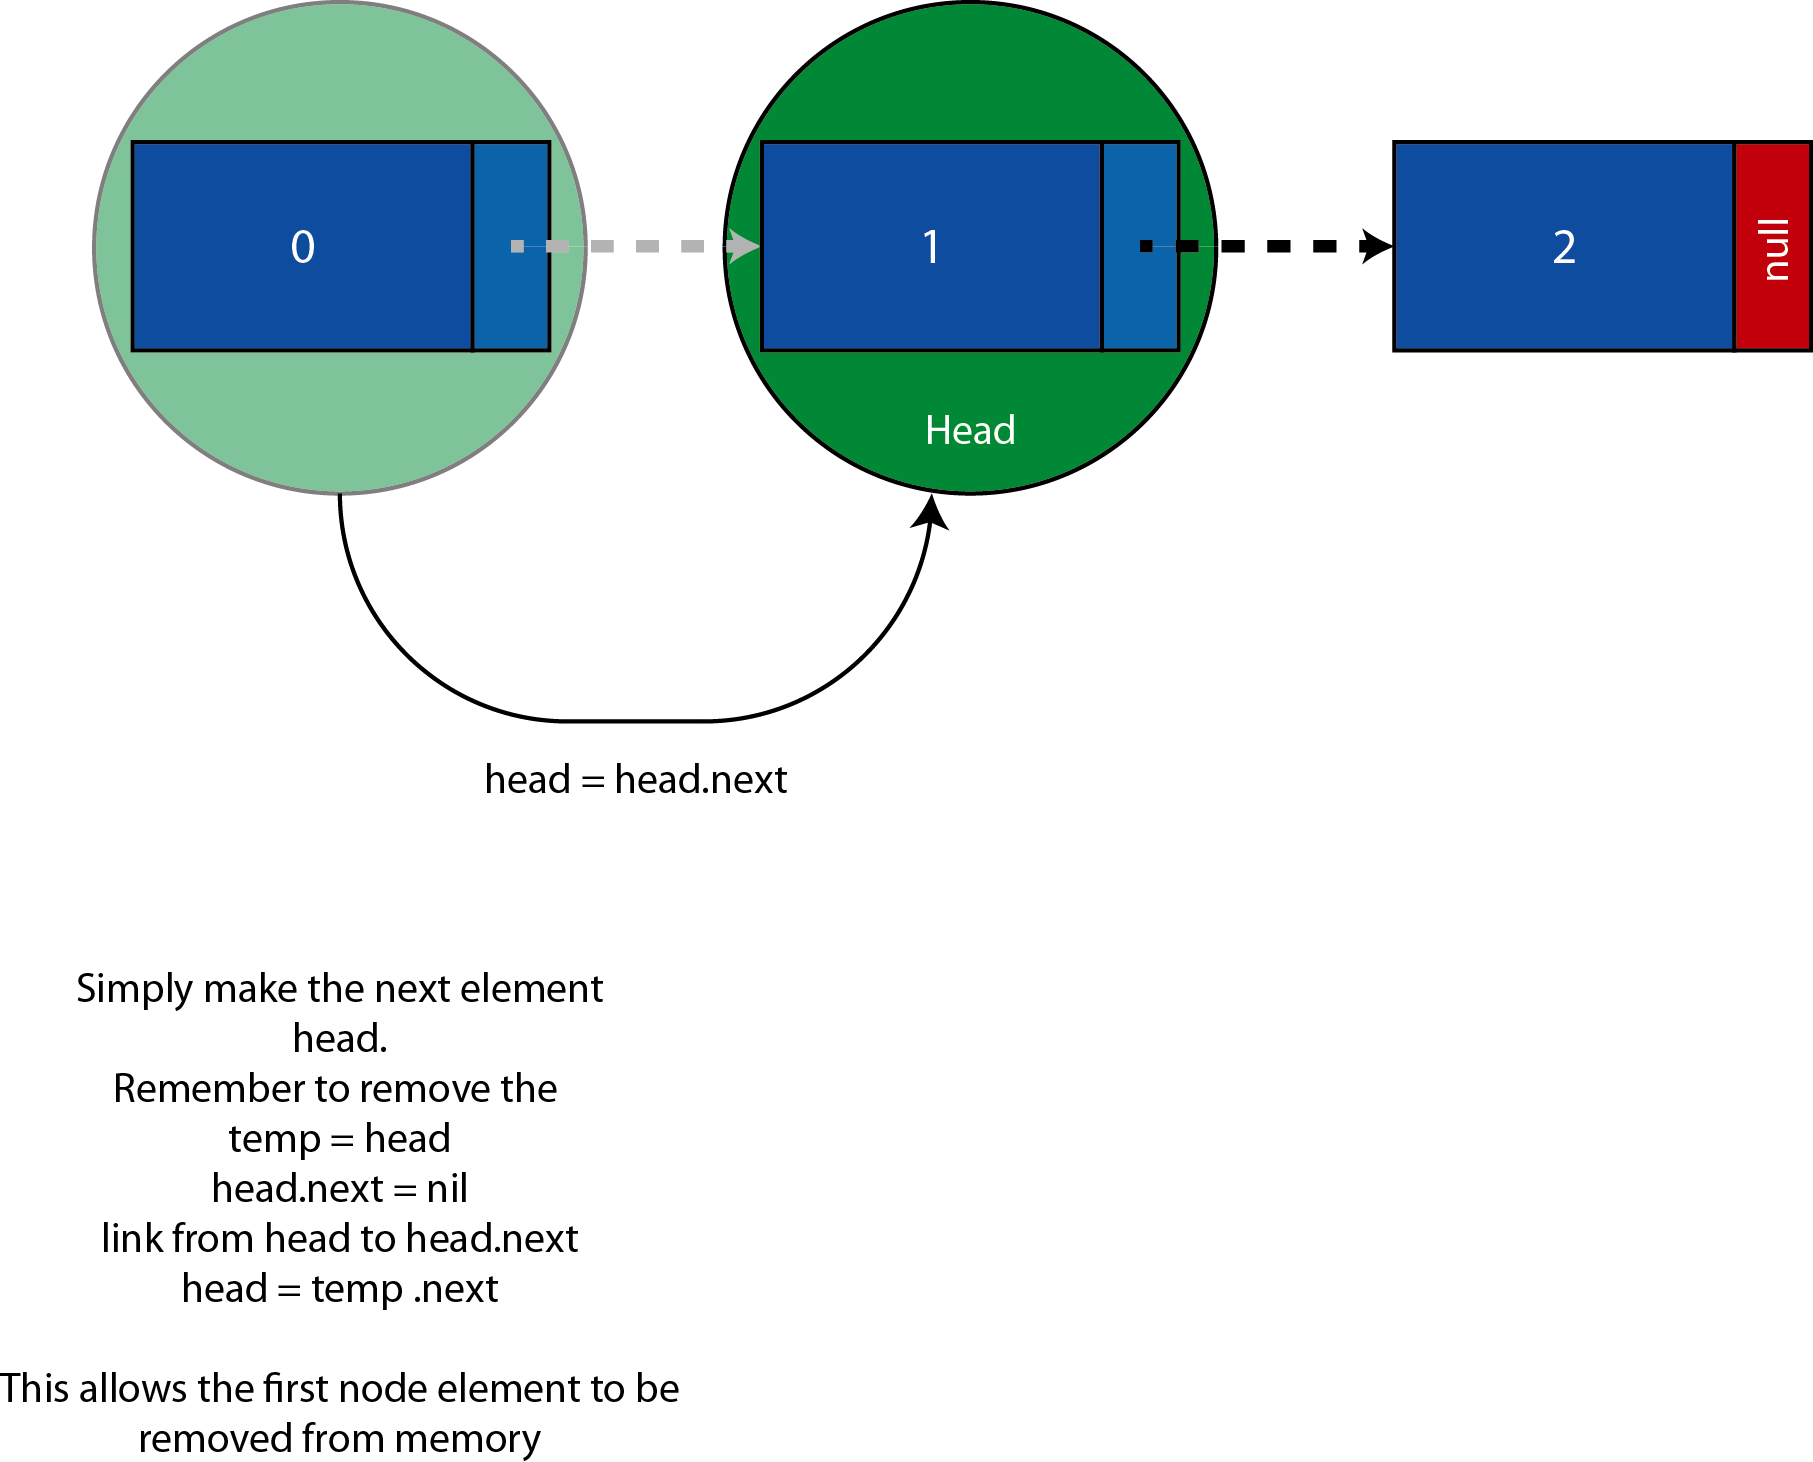 0
1
2
null
Head
head = head.next
Simply make the next element
head.
Remember to remove the
temp = head
head.next = nil
link from head to head.next
head = temp .next
This allows the first node element to be
removed from memory